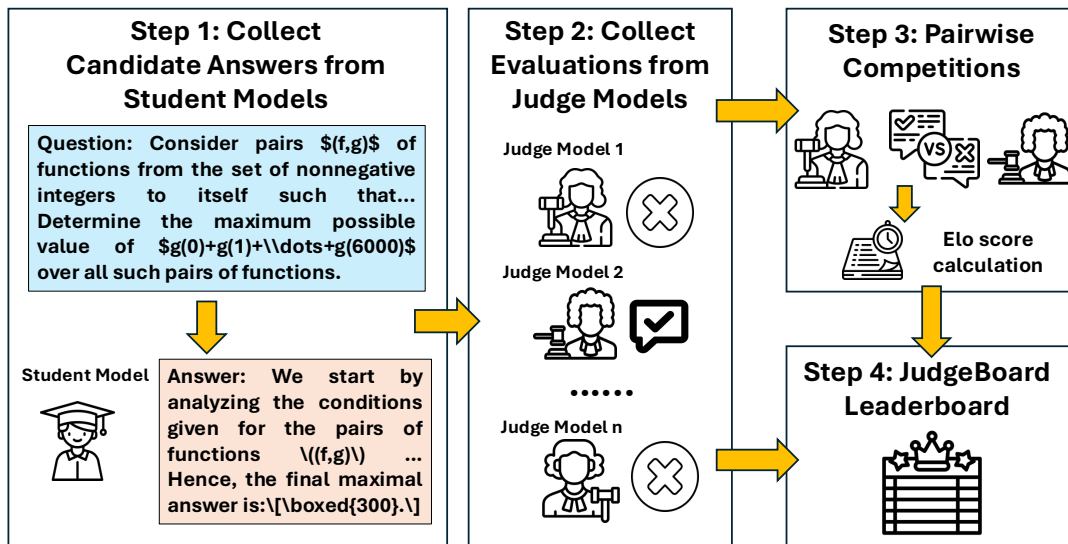 Step 1: Collect
Candidate Answers from
Student Models
Question: Consider pairs $(f,g)$ of
functions from the set of nonnegative
integers to itself such that...
Determine the maximum possible
value of $g(0)+g(1)+\\dots+g(6000)$
over all such pairs of functions.
Student Model
Answer: We start by
analyzing the conditions
given for the pairs of
functions \((f,g)\) ...
Hence, the final maximal
answer is:\[\boxed{300}.\]
Step 2: Collect
Evaluations from
Judge Models
Judge Model 1
Judge Model 2
......
Judge Model n
Step 3: Pairwise
Competitions
VS
Elo score
calculation
Step 4: JudgeBoard
Leaderboard